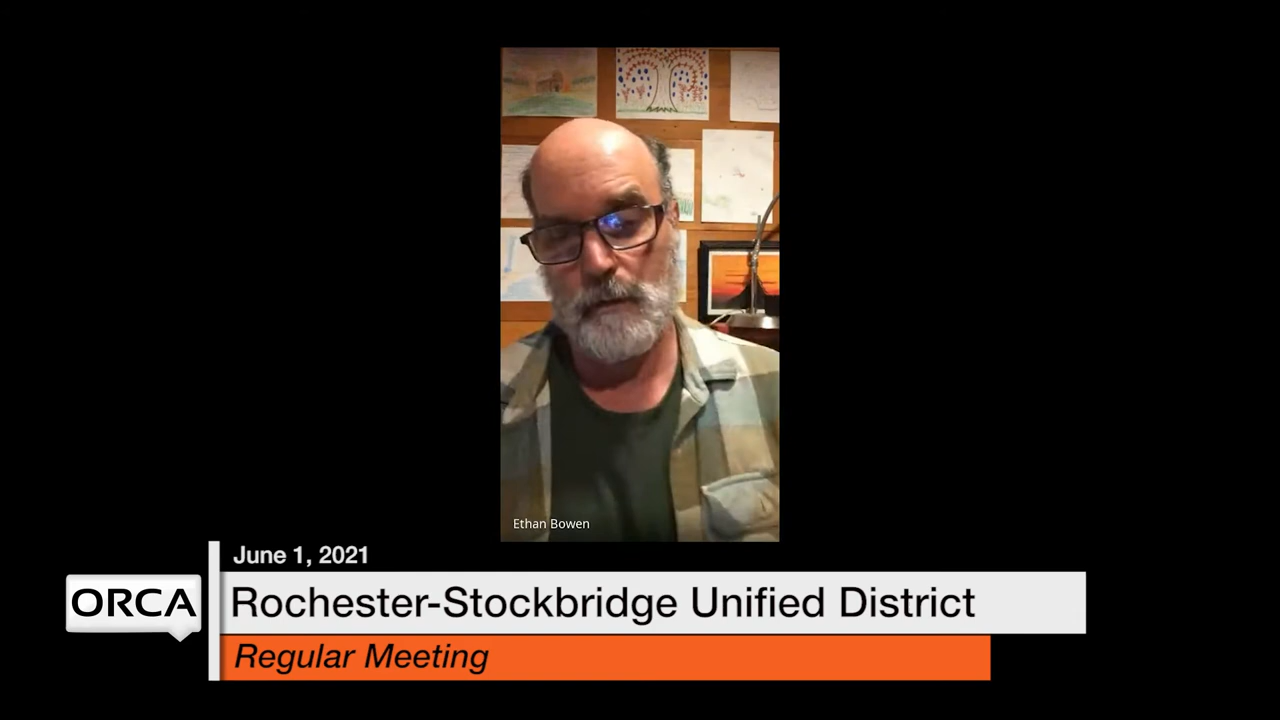 Ethan Bowen
June 1, 2021
ORCA
Rochester-Stockbridge Unified District
Regular Meeting